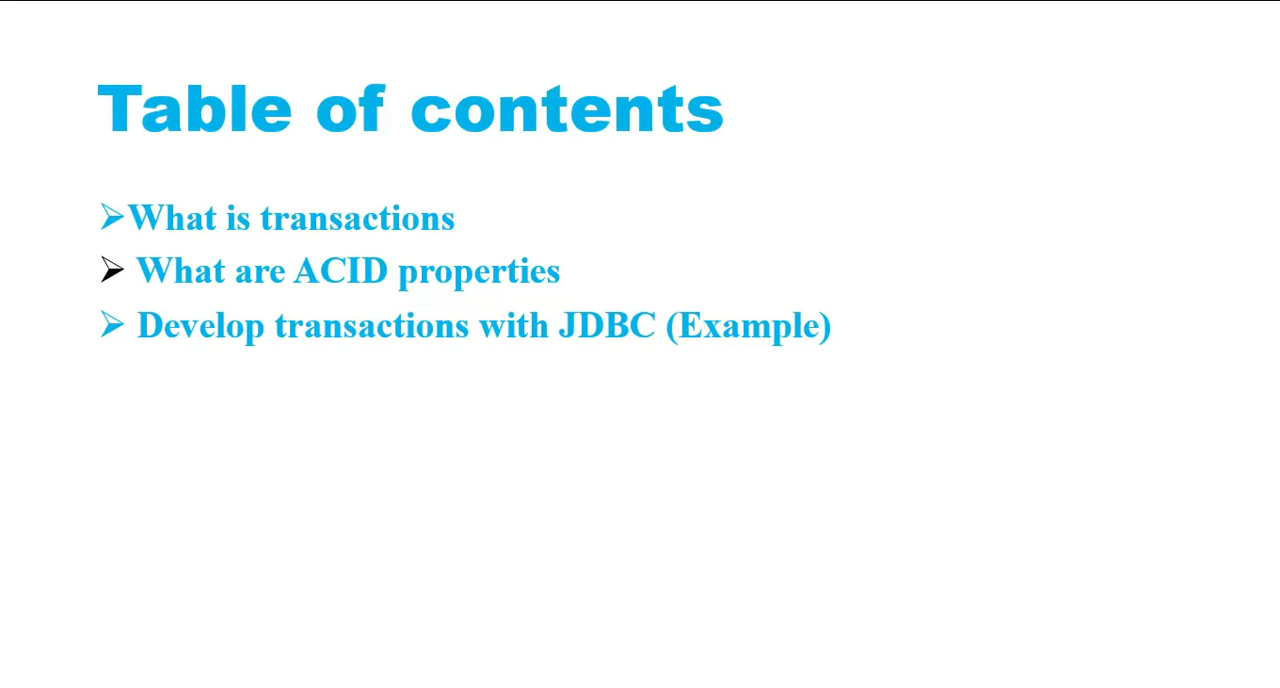 Table of contents
➢What is transactions
➢ What are ACID properties
➢ Develop transactions with JDBC (Example)